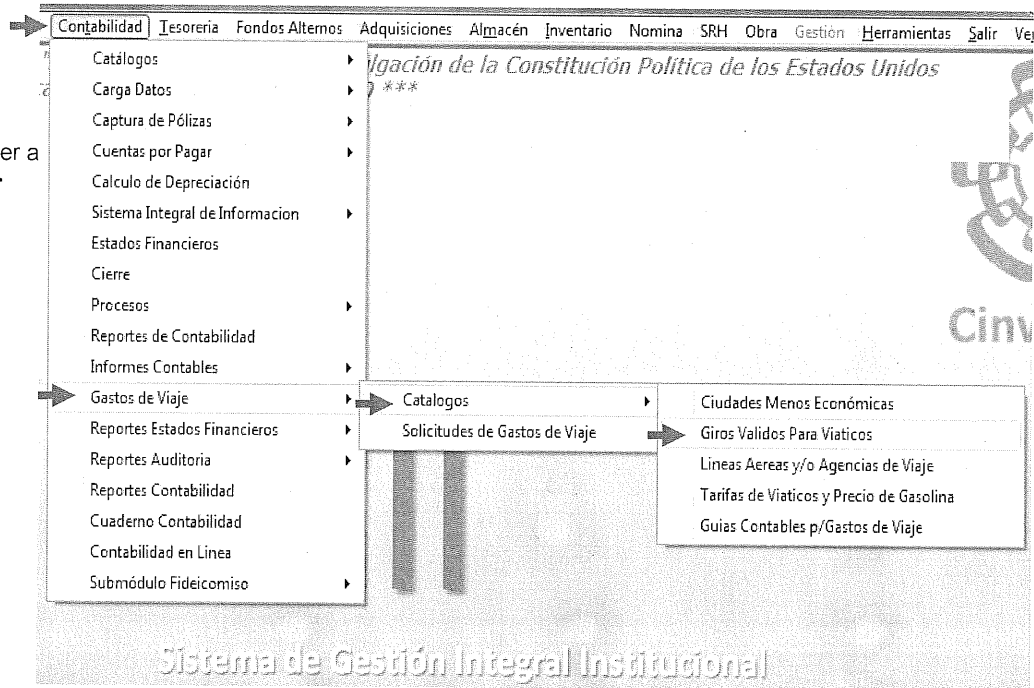 Contabilidad Tesoreria Fondos Alternos Adquisiciones Almacén Inventario Nomina SRH Obra Gestión Herramientas Salir Ve
lgación de la Constitución Política de los Estados Unidos
***
er a
Catálogos
Carga Datos
Captura de Pólizas
Cuentas por Pagar
Calculo de Depreciación
Sistema Integral de Informacion
Estados Financieros
Cierre
Procesos
Reportes de Contabilidad
Informes Contables
Gastos de Viaje
Reportes Estados Financieros
Reportes Auditoria
Reportes Contabilidad
Cuaderno Contabilidad
Contabilidad en Linea
Submódulo Fideicomiso
Catalogos
Solicitudes de Gastos de Viaje
Ciudades Menos Económicas
Giros Validos Para Viaticos
Lineas Aereas y/o Agencias de Viaje
Tarifas de Viaticos y Precio de Gasolina
Guias Contables p/Gastos de Viaje
Cinv
Sistema de Gestión Integral Institucional